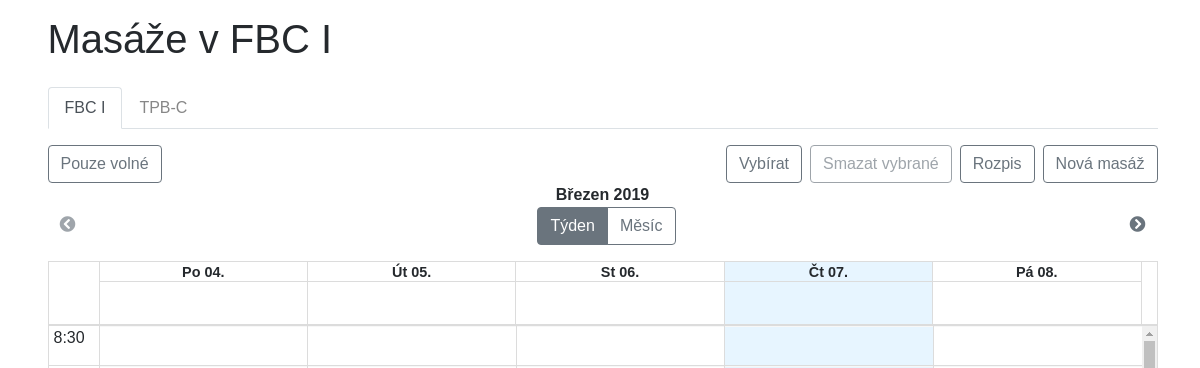 Masáže v FBC I
FBC I TPB-C
Pouze volné Vybírat Smazat vybrané Rozpis Nová masáž
Březen 2019
Týden Měsíc
Po 04. Út 05. St 06. Čt 07. Pá 08.
8:30